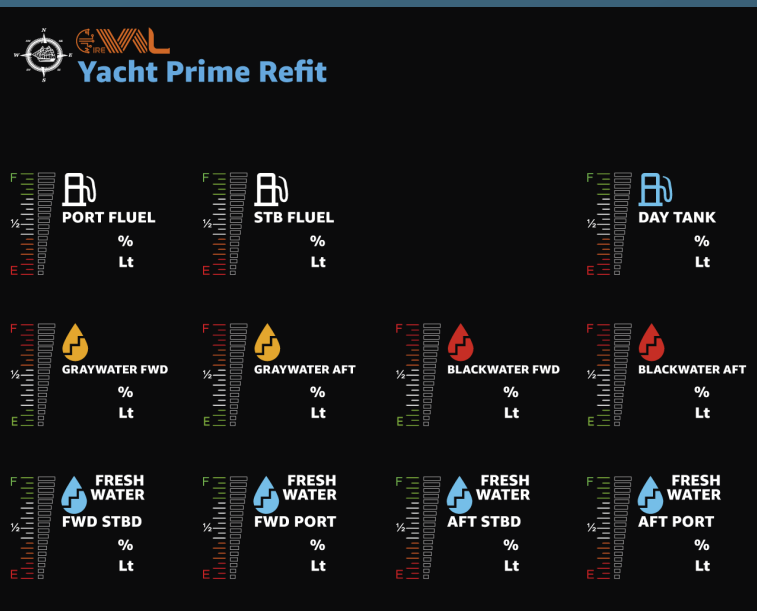 N
W E
S
IRE VAL
Yacht Prime Refit
F ½ E
PORT FLUEL
%
Lt
F ½ E
STB FLUEL
%
Lt
F ½ E
DAY TANK
%
Lt
F ½ E
GRAYWATER FWD
%
Lt
F ½ E
GRAYWATER AFT
%
Lt
F ½ E
BLACKWATER FWD
%
Lt
F ½ E
BLACKWATER AFT
%
Lt
F ½ E
FRESH
WATER
FWD STBD
%
Lt
F ½ E
FRESH
WATER
FWD PORT
%
Lt
F ½ E
FRESH
WATER
AFT STBD
%
Lt
F ½ E
FRESH
WATER
AFT PORT
%
Lt